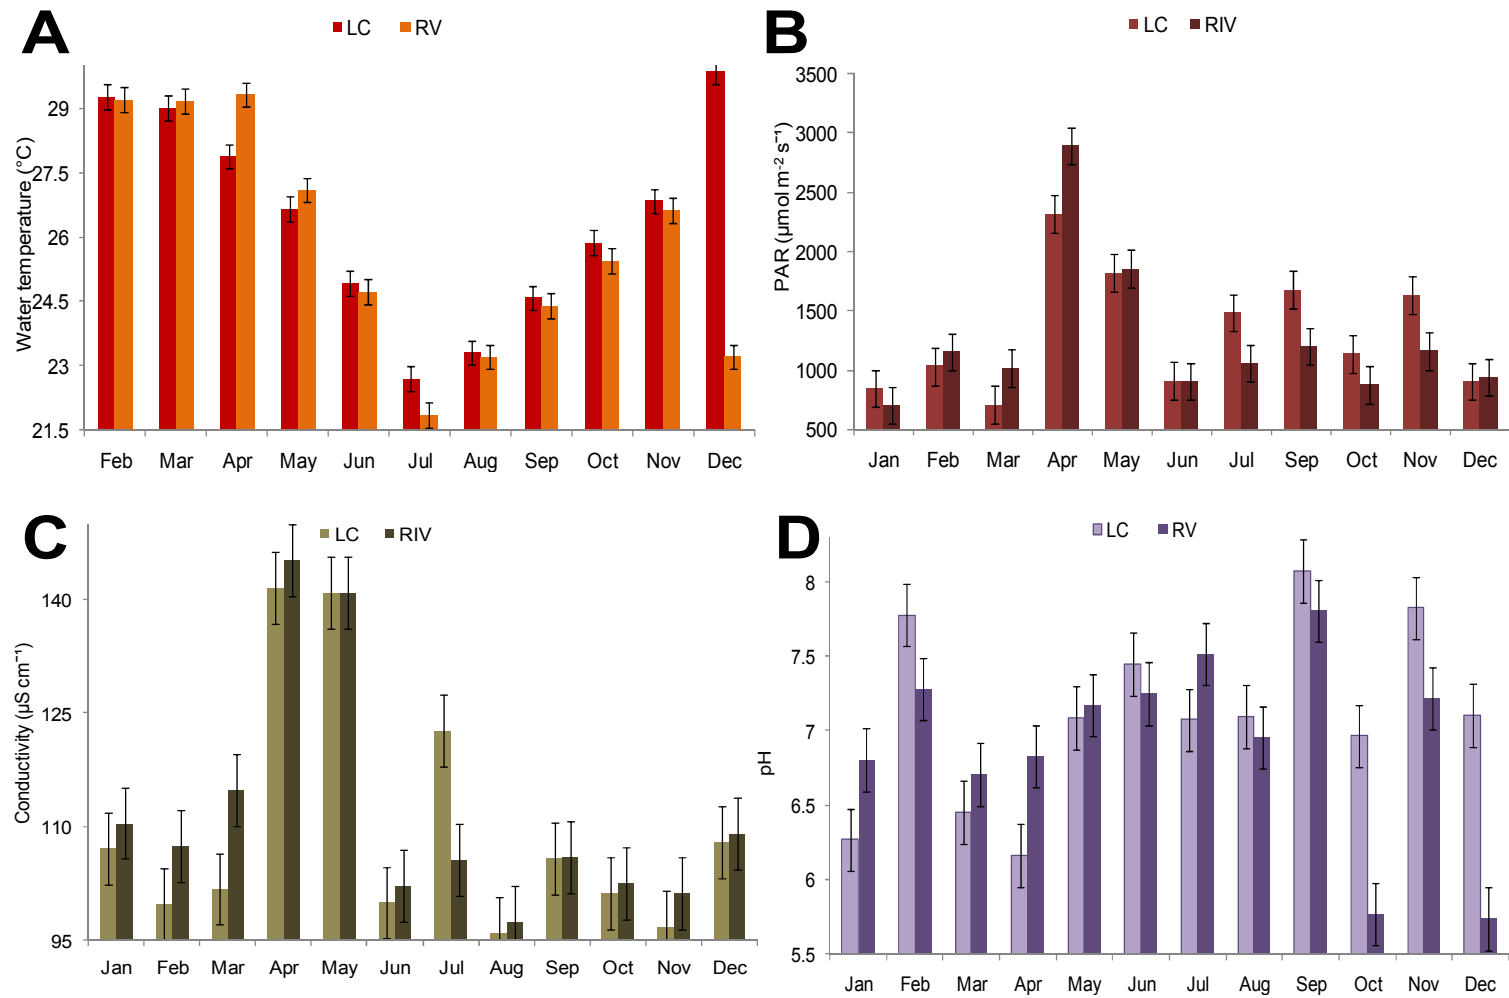 A
LC RV
Water temperature (°C)
29
27.5
26
24.5
23
21.5
Feb Mar Apr May Jun Jul Aug Sep Oct Nov Dec
B
LC RIV
PAR (µmol m⁻² s⁻¹)
3500
3000
2500
2000
1500
1000
500
Jan Feb Mar Apr May Jun Jul Sep Oct Nov Dec
C
LC RIV
Conductivity (µS cm⁻¹)
140
125
110
95
Jan Feb Mar Apr May Jun Jul Aug Sep Oct Nov Dec
D
LC RV
pH
8
7.5
7
6.5
6
5.5
Jan Feb Mar Apr May Jun Jul Aug Sep Oct Nov Dec